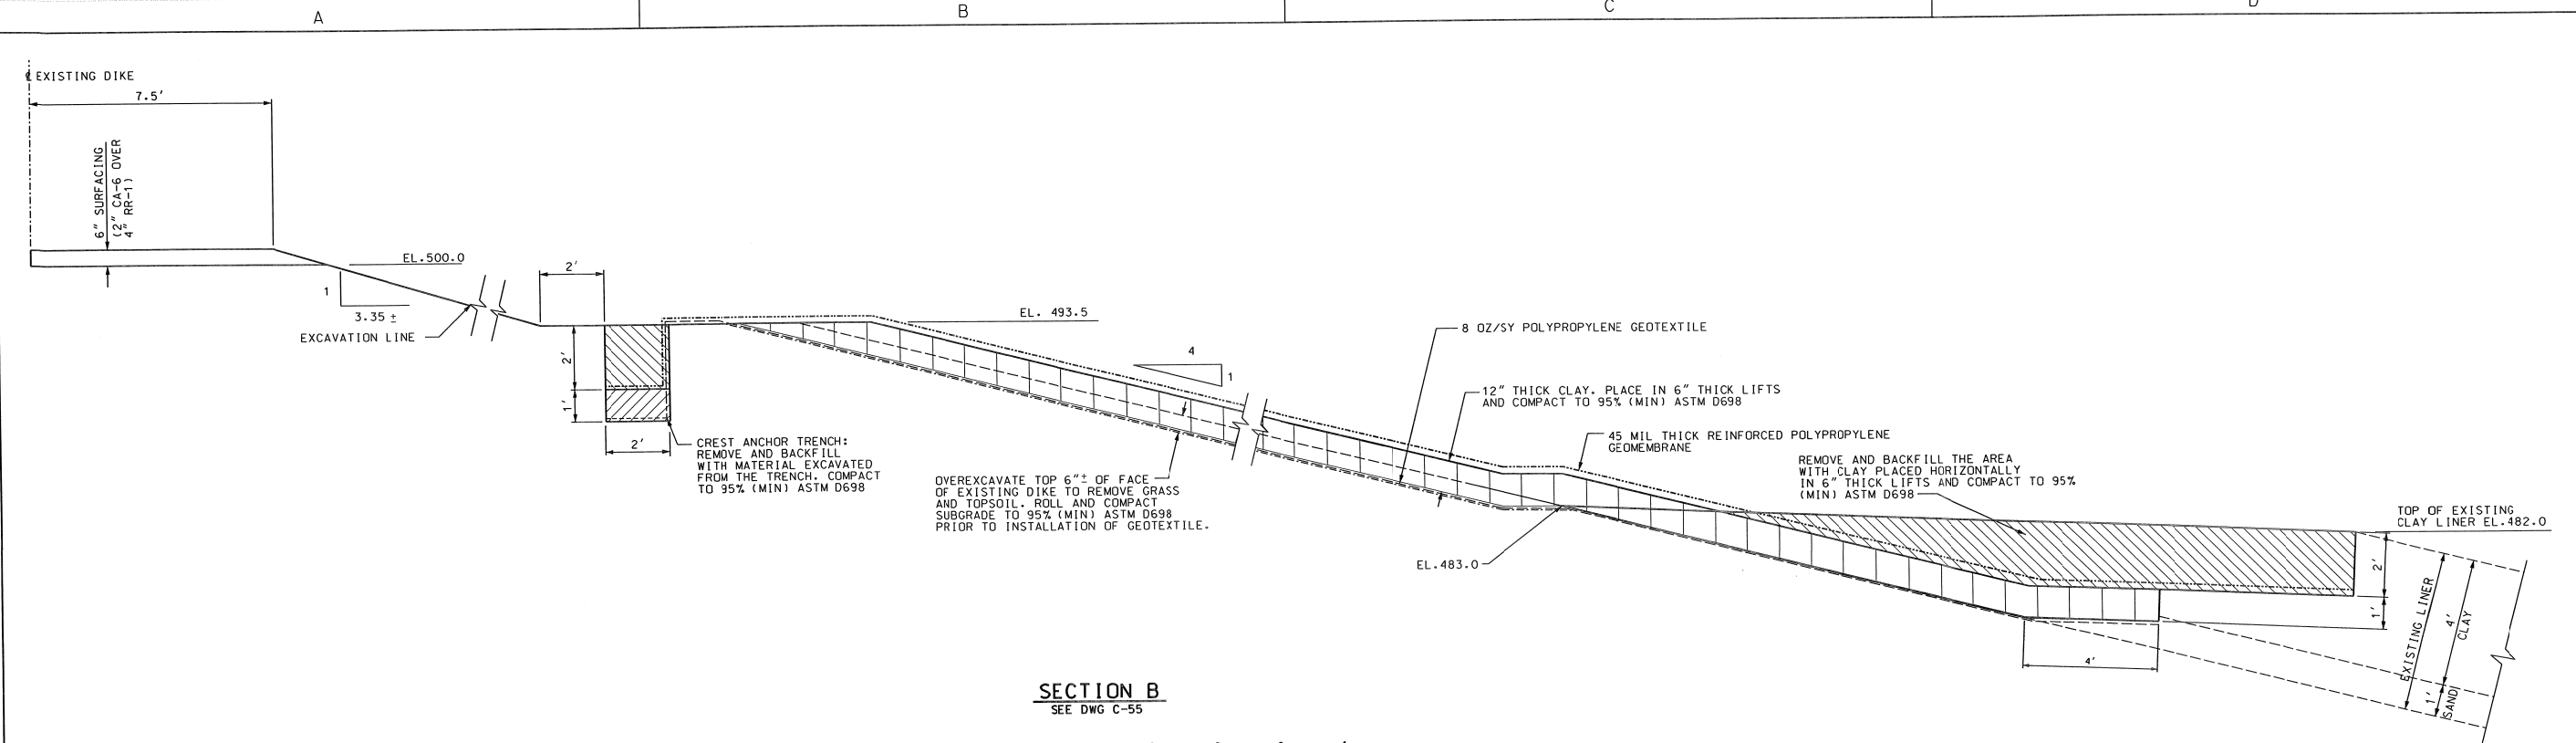 A
B
C
D
℄ EXISTING DIKE
7.5'
6" SURFACING
(2" CA-6 OVER
4" RR-1)
EL.500.0
1
3.35 ±
EXCAVATION LINE
2'
2'
1'
2'
CREST ANCHOR TRENCH:
REMOVE AND BACKFILL
WITH MATERIAL EXCAVATED
FROM THE TRENCH. COMPACT
TO 95% (MIN) ASTM D698
EL. 493.5
4
1
OVEREXCAVATE TOP 6"± OF FACE
OF EXISTING DIKE TO REMOVE GRASS
AND TOPSOIL. ROLL AND COMPACT
SUBGRADE TO 95% (MIN) ASTM D698
PRIOR TO INSTALLATION OF GEOTEXTILE.
8 OZ/SY POLYPROPYLENE GEOTEXTILE
12" THICK CLAY. PLACE IN 6" THICK LIFTS
AND COMPACT TO 95% (MIN) ASTM D698
45 MIL THICK REINFORCED POLYPROPYLENE
GEOMEMBRANE
REMOVE AND BACKFILL THE AREA
WITH CLAY PLACED HORIZONTALLY
IN 6" THICK LIFTS AND COMPACT TO 95%
(MIN) ASTM D698
EL.483.0
TOP OF EXISTING
CLAY LINER EL.482.0
2'
1'
4'
EXISTING LINER
4'
CLAY
1'
SAND
SECTION B
SEE DWG C-55